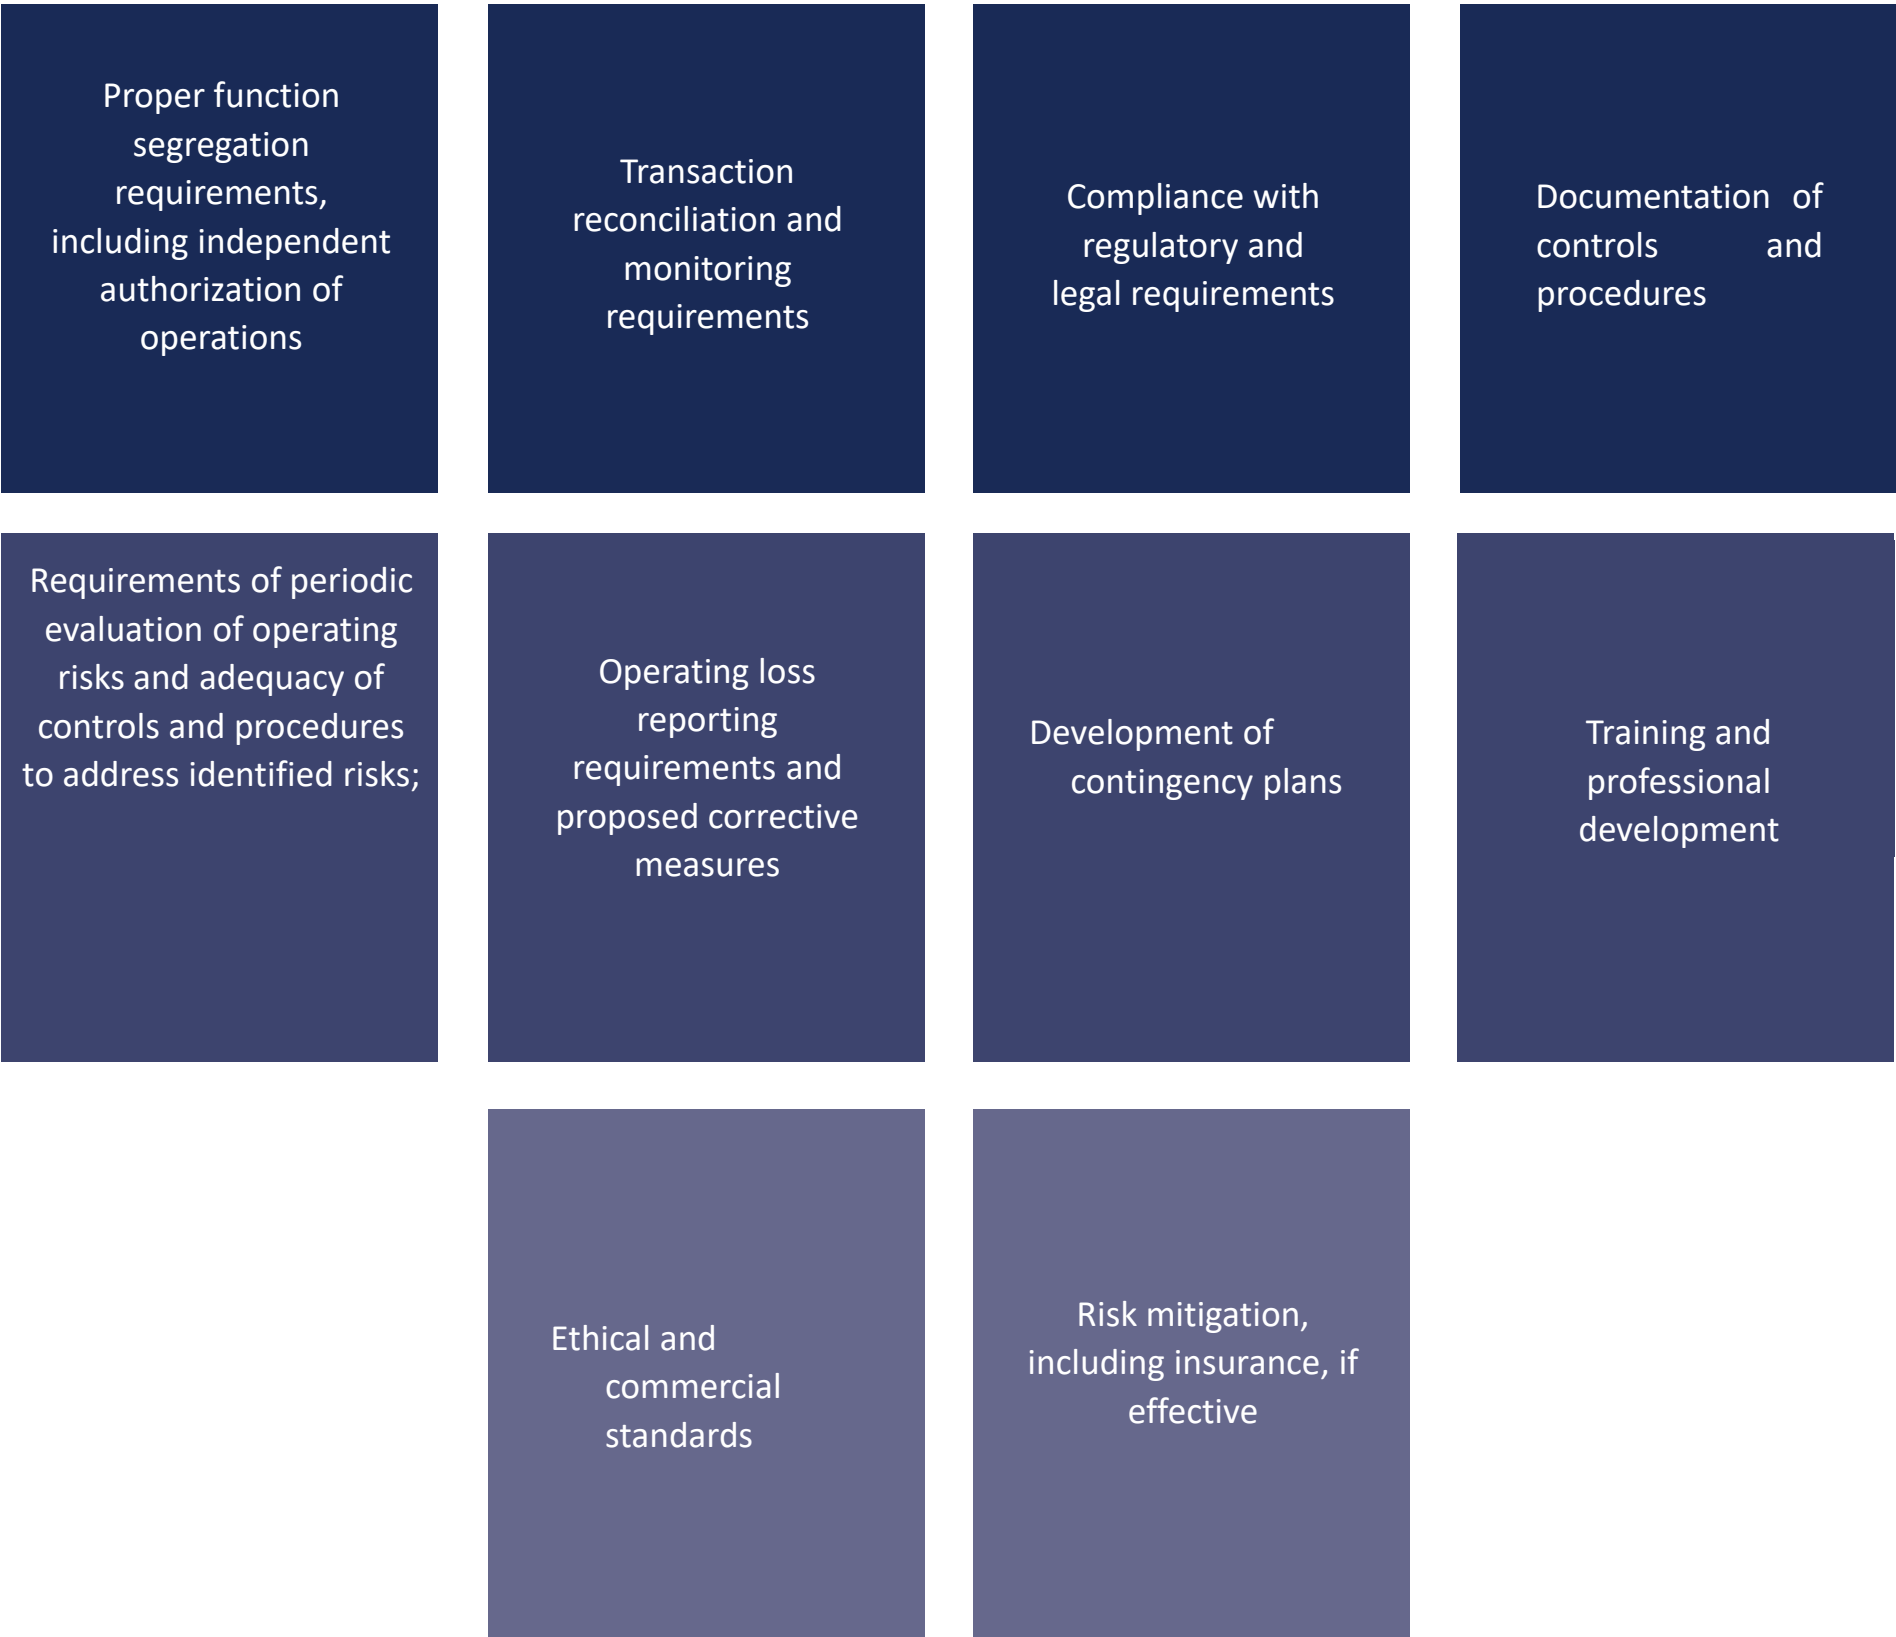 Proper function
segregation
requirements,
including independent
authorization of
operations
Transaction
reconciliation and
monitoring
requirements
Compliance with
regulatory and
legal requirements
Documentation of
controls and
procedures
Requirements of periodic
evaluation of operating
risks and adequacy of
controls and procedures
to address identified risks;
Operating loss
reporting
requirements and
proposed corrective
measures
Development of
contingency plans
Training and
professional
development
Ethical and
commercial
standards
Risk mitigation,
including insurance, if
effective